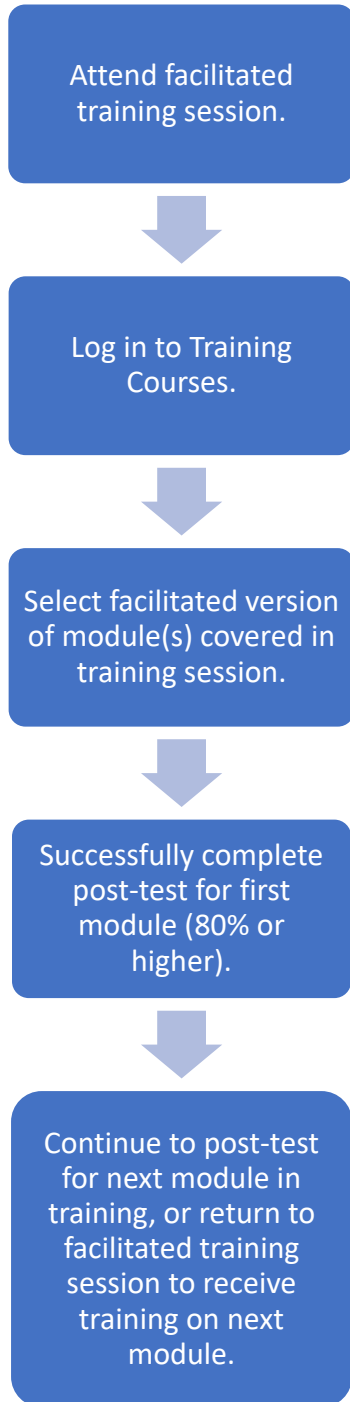 Attend facilitated
training session.
Log in to Training
Courses.
Select facilitated version
of module(s) covered in
training session.
Successfully complete
post-test for first
module (80% or
higher).
Continue to post-test
for next module in
training, or return to
facilitated training
session to receive
training on next
module.